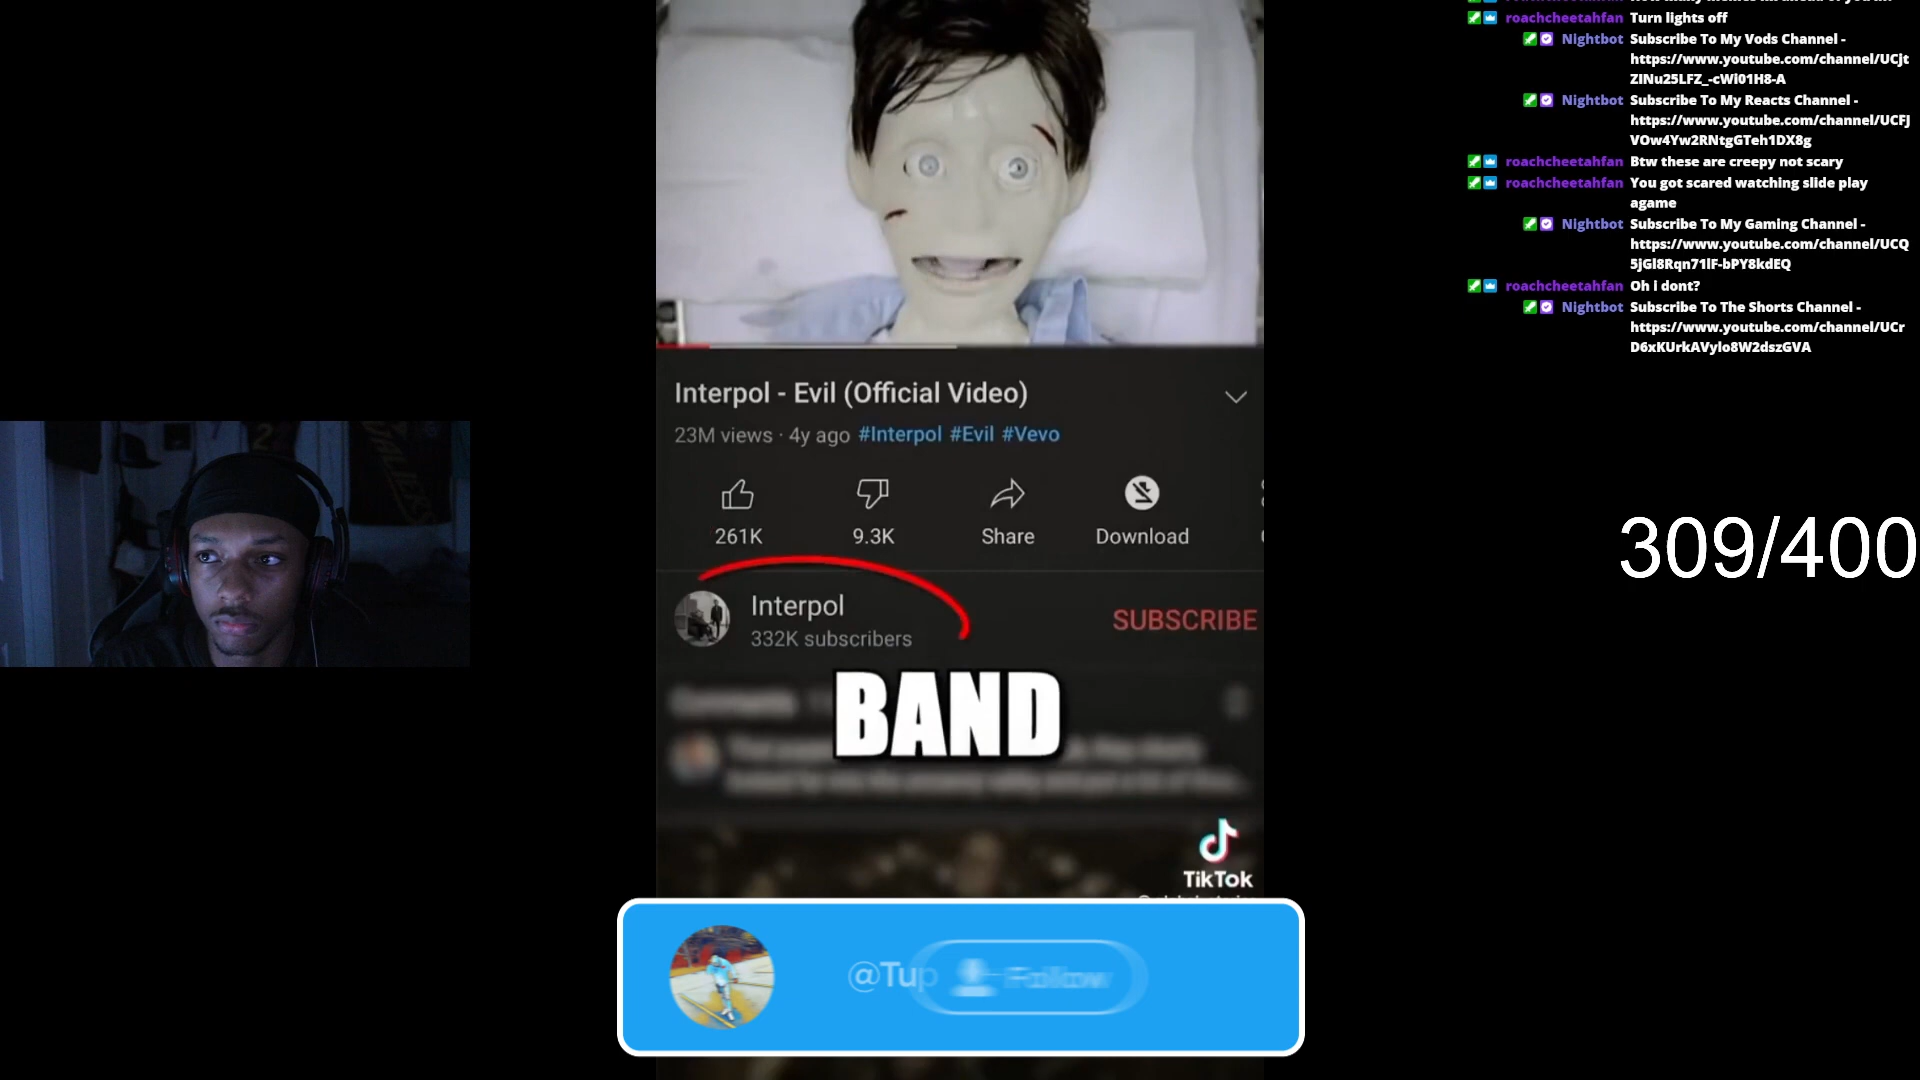 Interpol - Evil (Official Video)
23M views · 4y ago #Interpol #Evil #Vevo
261K
9.3K
Share
Download
Interpol
332K subscribers
SUBSCRIBE
BAND
TikTok
@Tup
Follow
roachcheetahfan Turn lights off
Nightbot Subscribe To My Vods Channel -
https://www.youtube.com/channel/UCjt
ZINu25LFZ_-cWl01H8-A
Nightbot Subscribe To My Reacts Channel -
https://www.youtube.com/channel/UCFJ
VOw4Yw2RNtgGTeh1DX8g
roachcheetahfan Btw these are creepy not scary
roachcheetahfan You got scared watching slide play
agame
Nightbot Subscribe To My Gaming Channel -
https://www.youtube.com/channel/UCQ
5jGl8Rqn71lF-bPY8kdEQ
roachcheetahfan Oh i dont?
Nightbot Subscribe To The Shorts Channel -
https://www.youtube.com/channel/UCr
D6xKUrkAVylo8W2dszGVA
309/400